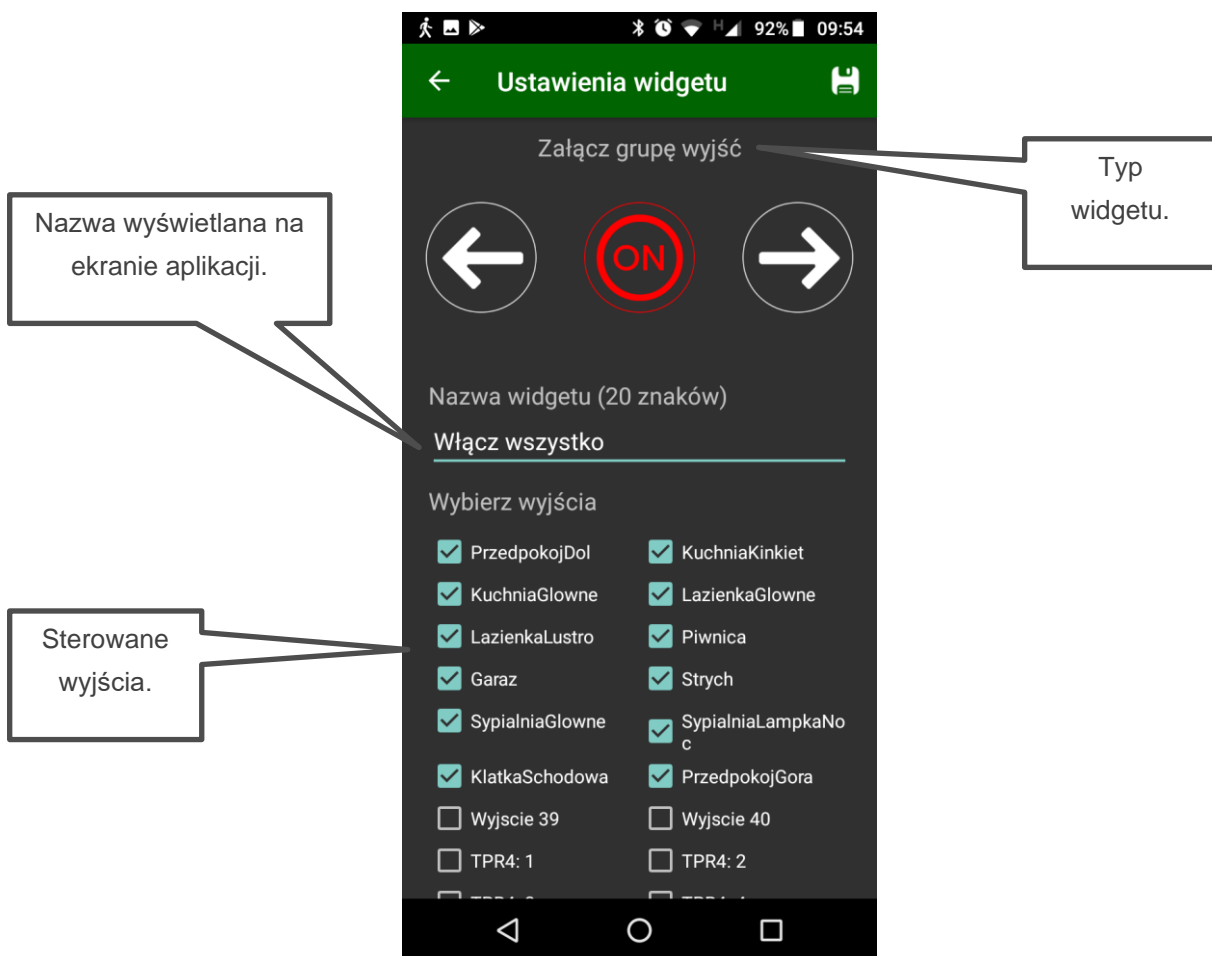 92% 09:54
Ustawienia widgetu
Załącz grupę wyjść
Typ
widgetu.
Nazwa wyświetlana na
ekranie aplikacji.
ON
Nazwa widgetu (20 znaków)
Włącz wszystko
Wybierz wyjścia
PrzedpokojDol KuchniaKinkiet
KuchniaGlowne LazienkaGlowne
Sterowane
wyjścia.
LazienkaLustro Piwnica
Garaz Strych
SypialniaGlowne SypialniaLampkaNo
c
KlatkaSchodowa PrzedpokojGora
Wyjscie 39 Wyjscie 40
TPR4: 1 TPR4: 2